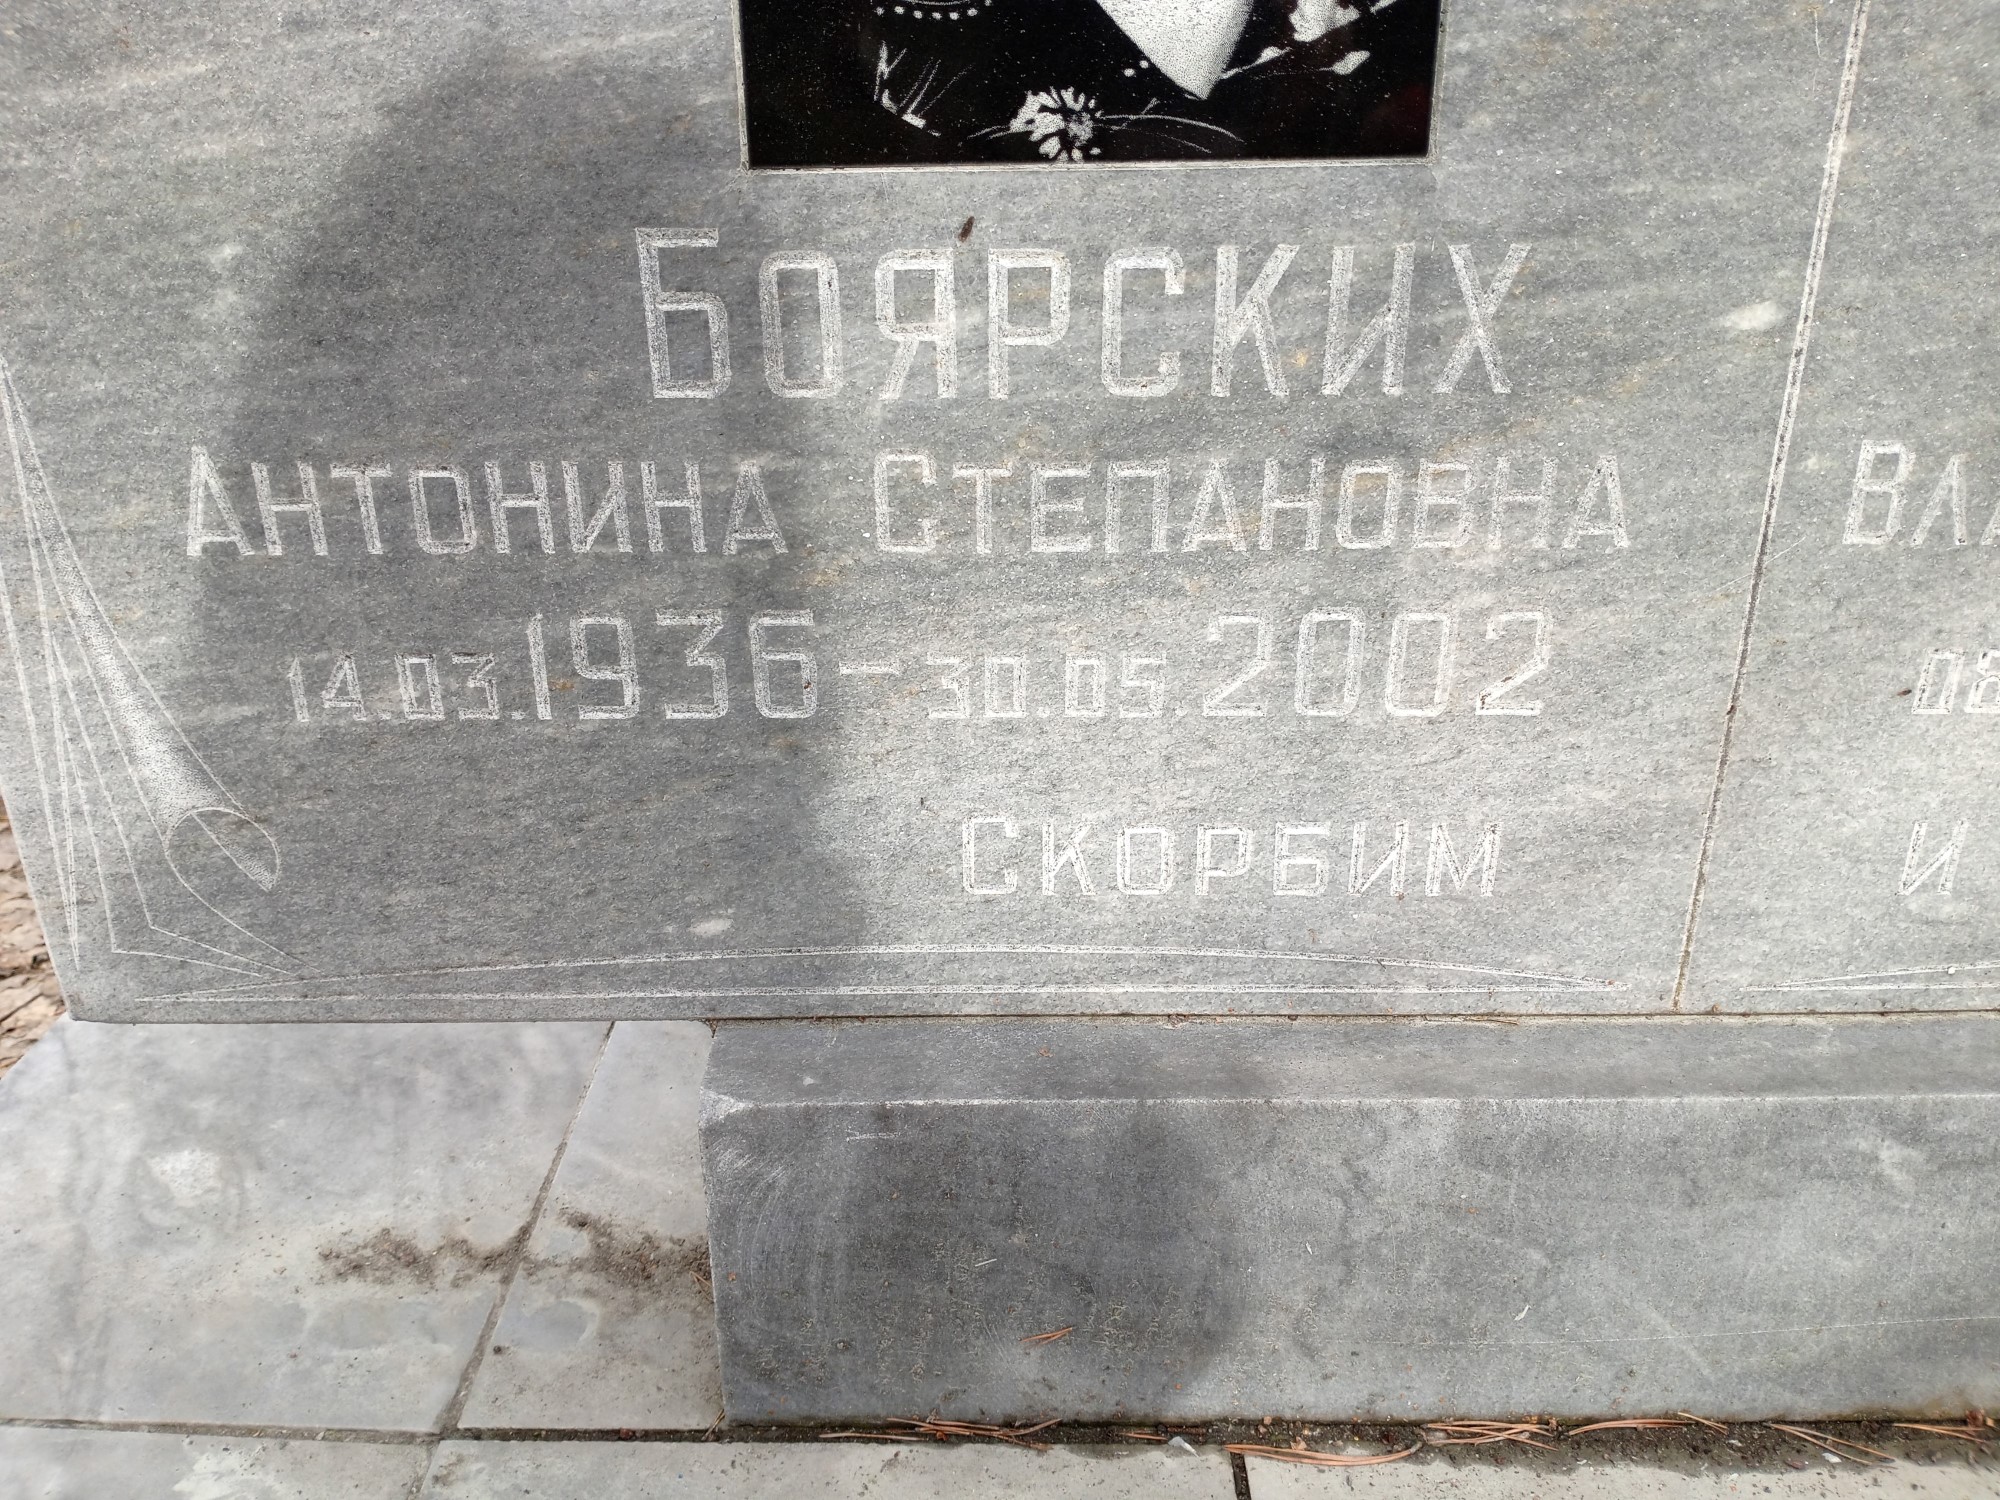 Боярских
Антонина Степановна
14.03.1936 – 30.05.2002
Скорбим
и